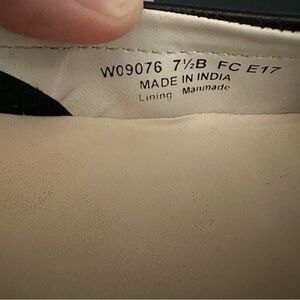 W09076 7½B FC E17
MADE IN INDIA
Lining Manmade